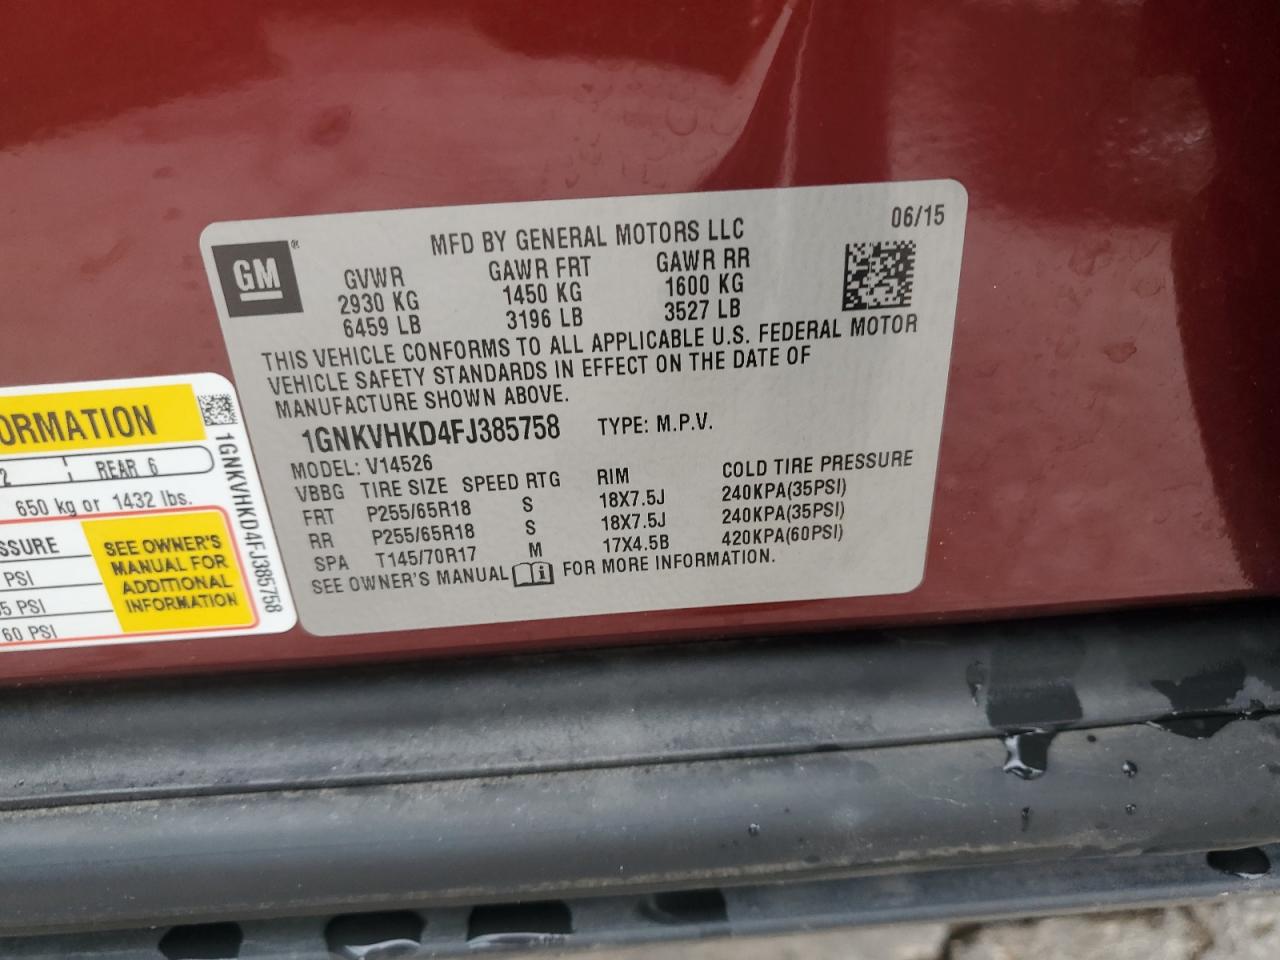 06/15
GM®
MFD BY GENERAL MOTORS LLC
GVWR GAWR FRT GAWR RR
2930 KG 1450 KG 1600 KG
6459 LB 3196 LB 3527 LB
THIS VEHICLE CONFORMS TO ALL APPLICABLE U.S. FEDERAL MOTOR
VEHICLE SAFETY STANDARDS IN EFFECT ON THE DATE OF
MANUFACTURE SHOWN ABOVE.
1GNKVHKD4FJ385758 TYPE: M.P.V.
MODEL: V14526
VBBG TIRE SIZE SPEED RTG RIM COLD TIRE PRESSURE
FRT P255/65R18 S 18X7.5J 240KPA(35PSI)
RR P255/65R18 S 18X7.5J 240KPA(35PSI)
SPA T145/70R17 M 17X4.5B 420KPA(60PSI)
SEE OWNER'S MANUAL i FOR MORE INFORMATION.
ORMATION
2 REAR 6
650 kg or 1432 lbs.
SSURE
PSI
5 PSI
60 PSI
SEE OWNER'S
MANUAL FOR
ADDITIONAL
INFORMATION
1GNKVHKD4FJ385758